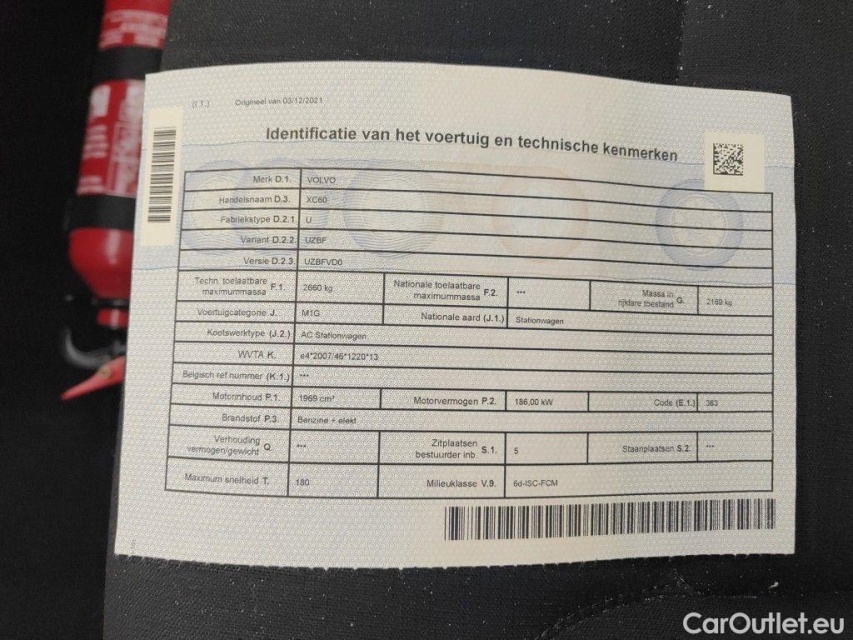 (I.T.) Origineel van 03/12/2021
Identificatie van het voertuig en technische kenmerken
Merk D.1. VOLVO
Handelsnaam D.3. XC60
Fabriekstype D.2.1 U
Variant D.2.2. UZBF
Versie D.2.3. UZBFVD0
Techn. toelaatbare maximummassa F.1. 2660 kg Nationale toelaatbare maximummassa F.2. --- Massa in rijklare toestand G. 2189 kg
Voertuigcategorie J. M1G Nationale aard (J.1.) Stationwagen
Koetswerktype (J.2.) AC Stationwagen
WVTA K. e4*2007/46*1220*13
Belgisch ref nummer (K.1.) ---
Motorinhoud P.1. 1969 cm³ Motorvermogen P.2. 186,00 kW Code (E.1.) 363
Brandstof P.3. Benzine + elekt
Verhouding vermogen/gewicht Q. --- Zitplaatsen bestuurder inb. S.1. 5 Staanplaatsen S.2. ---
Maximum snelheid T. 180 Milieuklasse V.9. 6d-ISC-FCM
CarOutlet.eu